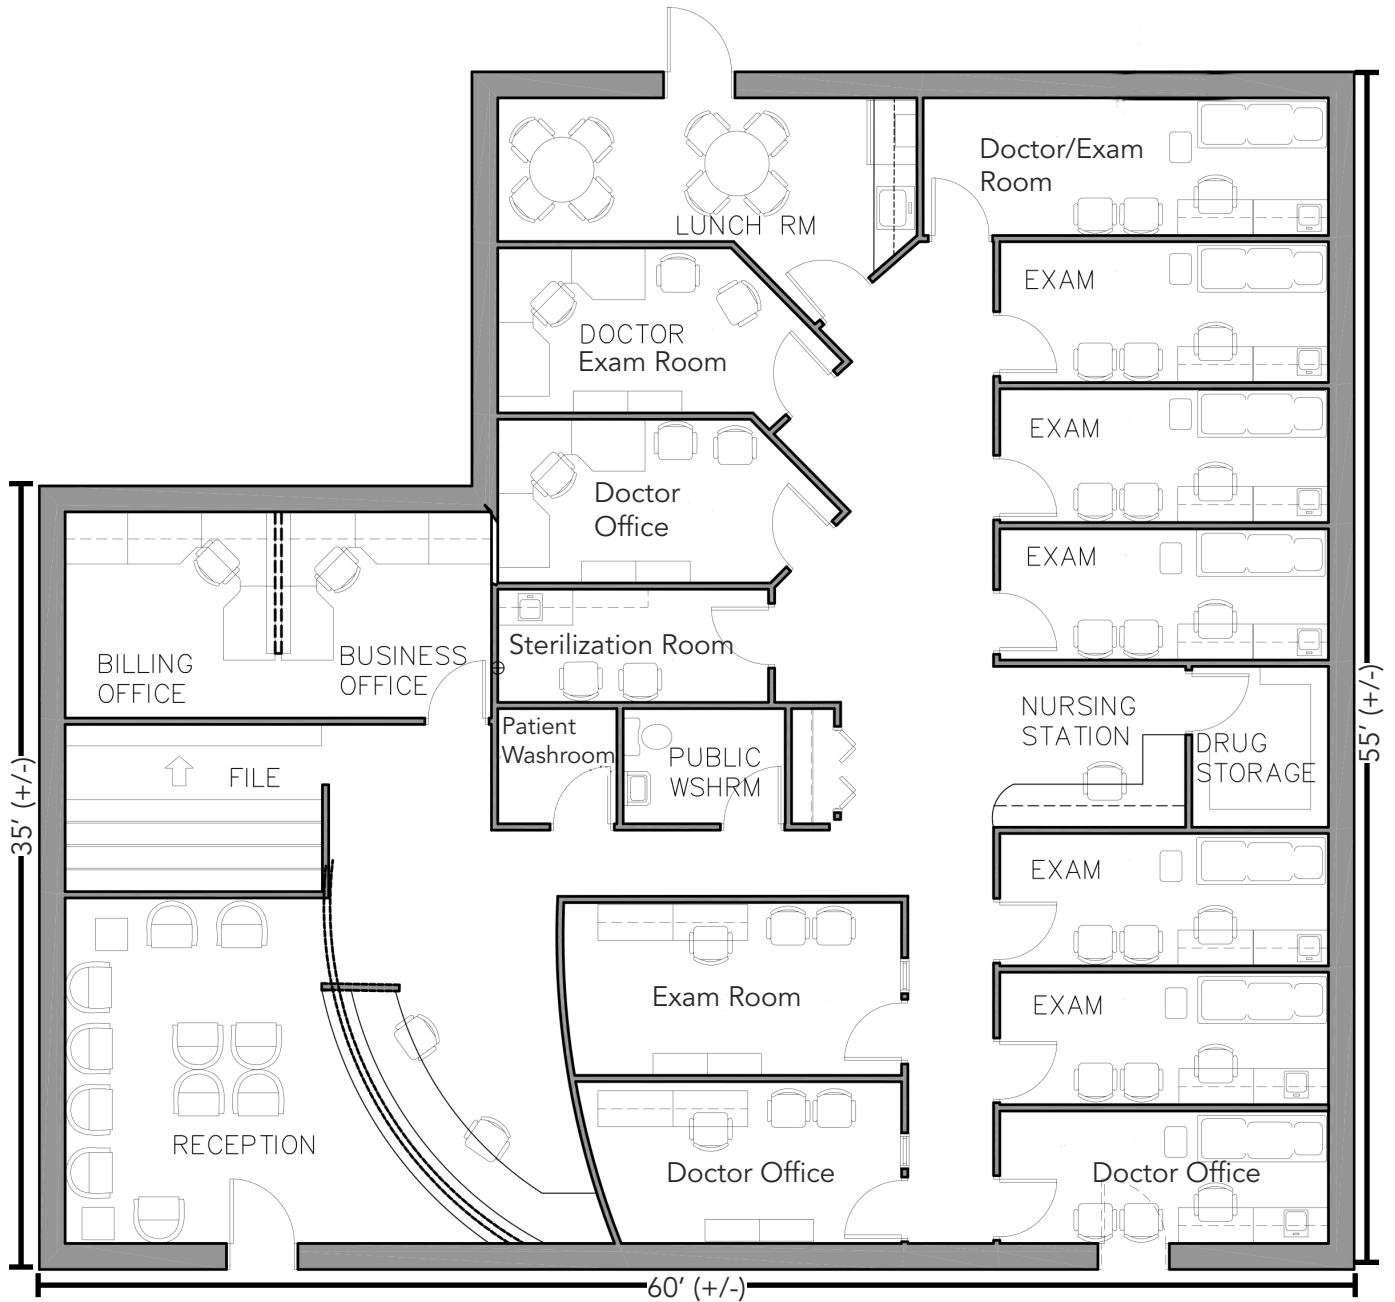 Doctor/Exam
Room
LUNCH RM
EXAM
DOCTOR
Exam Room
EXAM
Doctor
Office
EXAM
Sterilization Room
BILLING
OFFICE
BUSINESS
OFFICE
NURSING
STATION
DRUG
STORAGE
Patient
Washroom
PUBLIC
WSHRM
FILE
35' (+/-)
55' (+/-)
EXAM
Exam Room
EXAM
RECEPTION
Doctor Office
Doctor Office
60' (+/-)